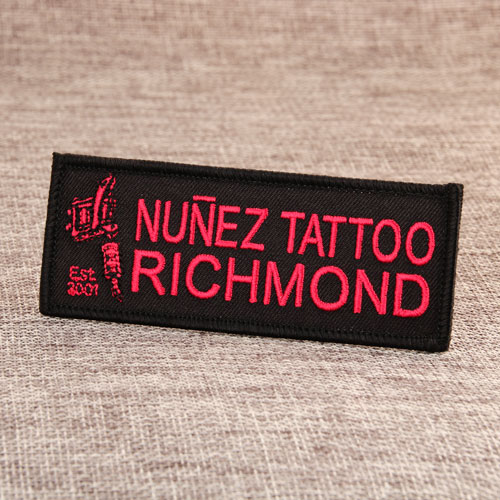 NUÑEZ TATTOO
RICHMOND
Est.
2001